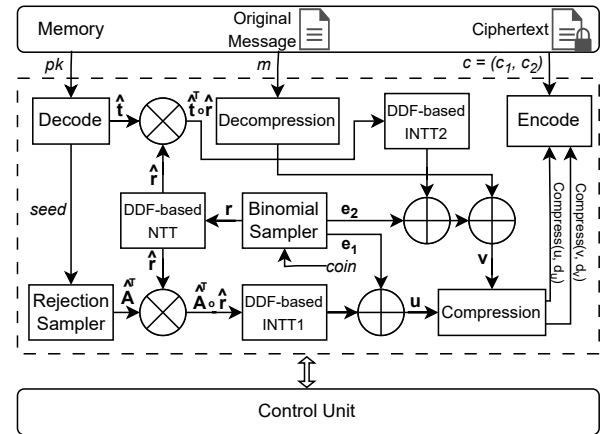 Memory
Original
Message
Ciphertext
pk
m
c = (c₁, c₂)
Decode
t̂
t̂ᵀ∘r̂
Decompression
DDF-based
INTT2
Encode
r̂
seed
DDF-based
NTT
r
Binomial
Sampler
e₂
e₁
coin
r̂
v
Compress(u, dᵤ)
Compress(v, dᵥ)
Rejection
Sampler
Âᵀ
Âᵀ∘r̂
DDF-based
INTT1
u
Compression
Control Unit